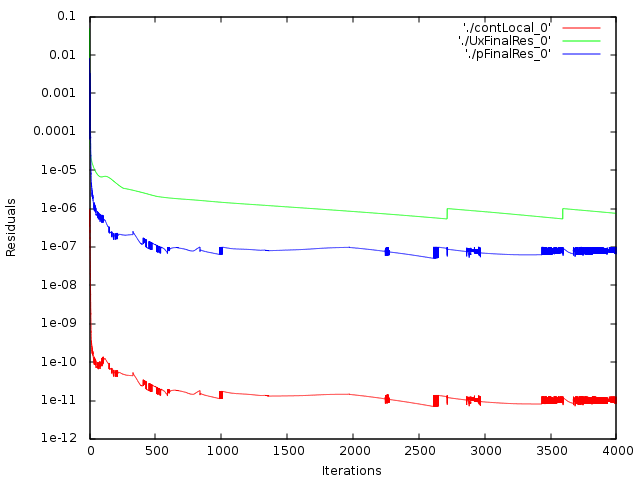 0.1
'./contLocal_0'
'./UxFinalRes_0'
'./pFinalRes_0'
0.01
0.001
0.0001
1e-05
1e-06
1e-07
1e-08
1e-09
1e-10
1e-11
1e-12
Residuals
0 500 1000 1500 2000 2500 3000 3500 4000
Iterations